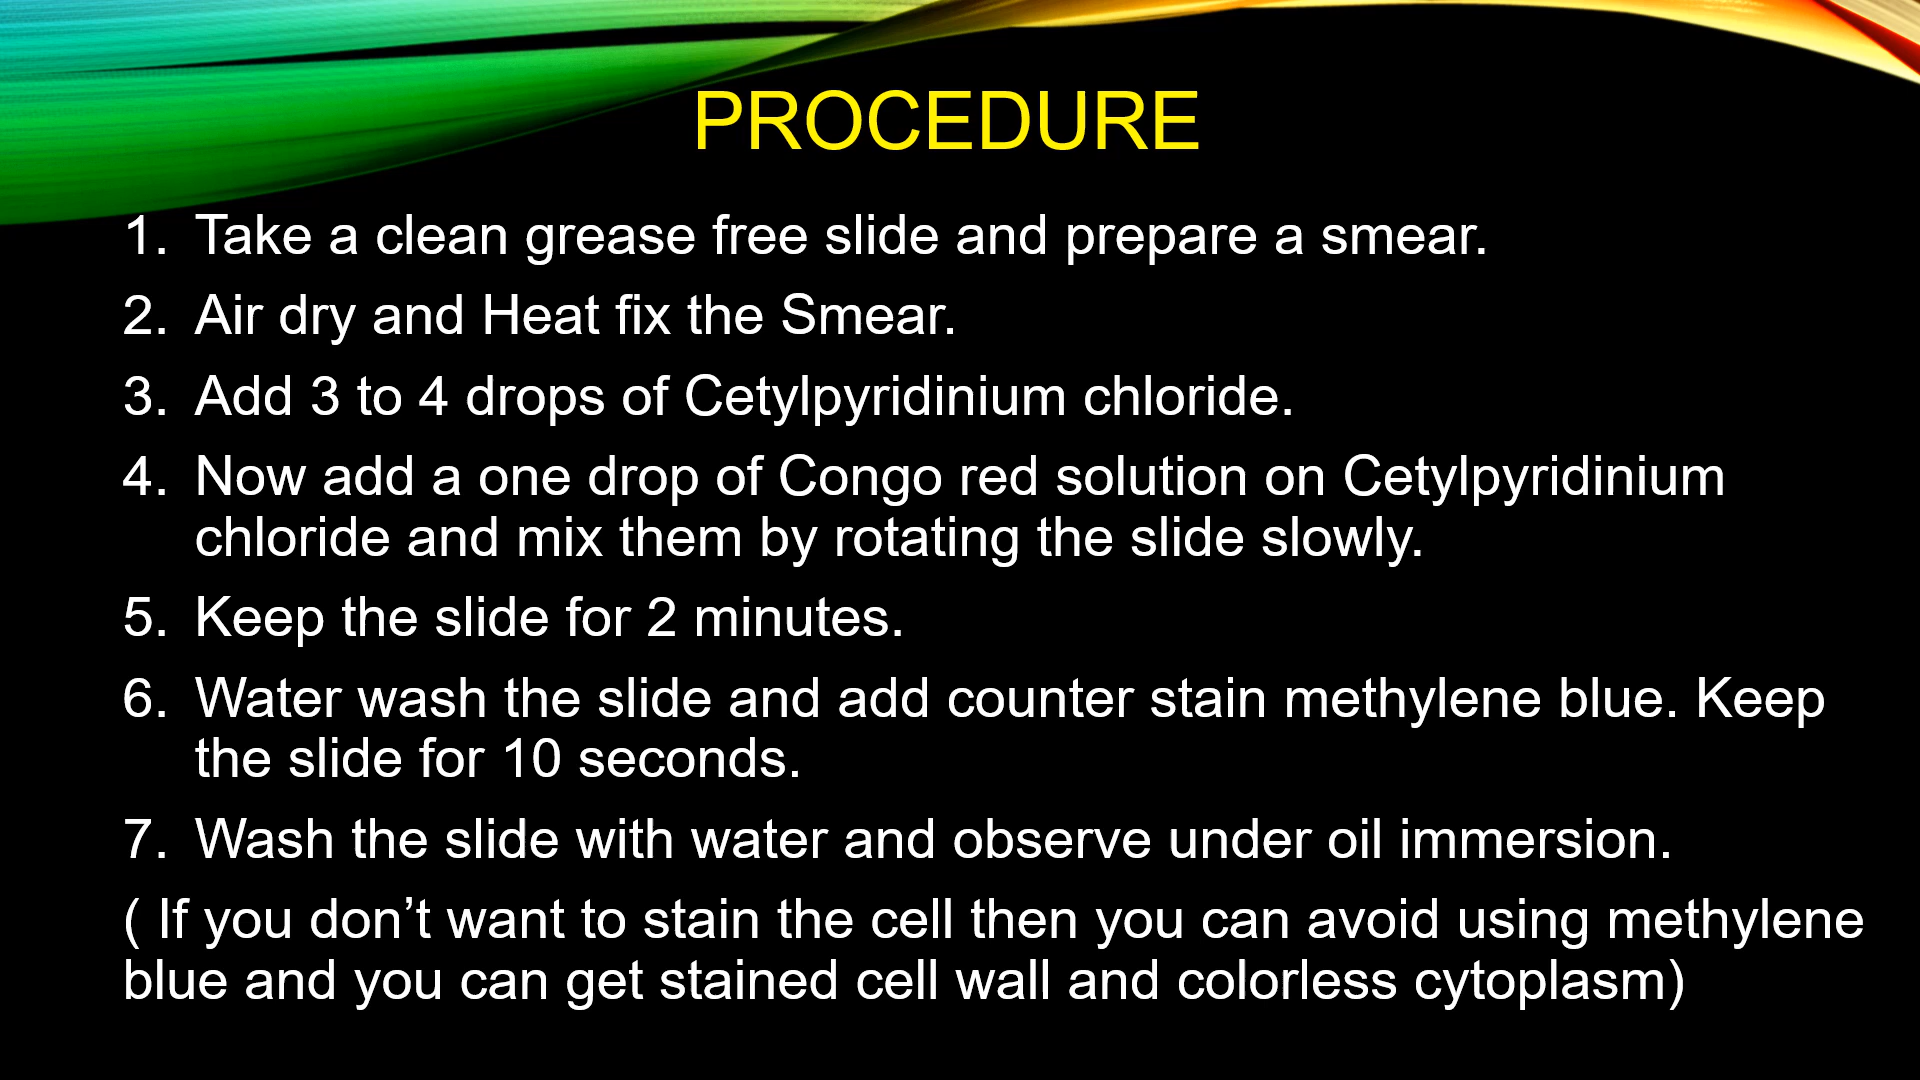 PROCEDURE
1. Take a clean grease free slide and prepare a smear.
2. Air dry and Heat fix the Smear.
3. Add 3 to 4 drops of Cetylpyridinium chloride.
4. Now add a one drop of Congo red solution on Cetylpyridinium
chloride and mix them by rotating the slide slowly.
5. Keep the slide for 2 minutes.
6. Water wash the slide and add counter stain methylene blue. Keep
the slide for 10 seconds.
7. Wash the slide with water and observe under oil immersion.
( If you don’t want to stain the cell then you can avoid using methylene
blue and you can get stained cell wall and colorless cytoplasm)